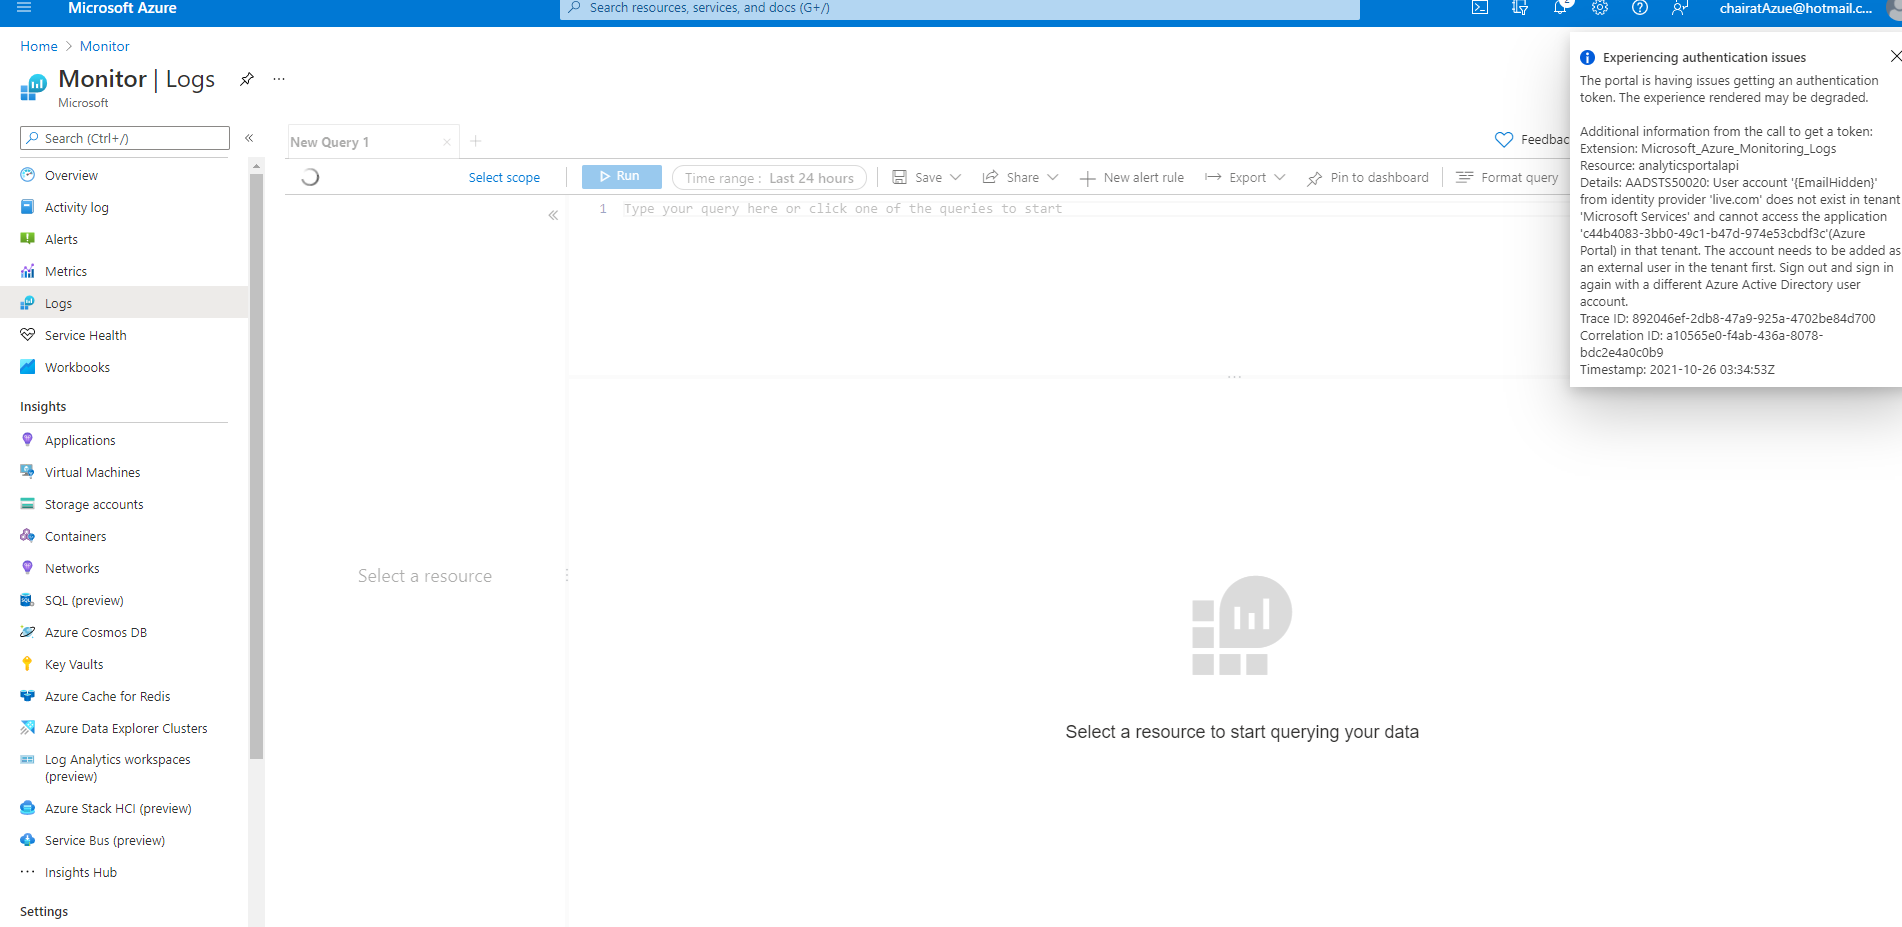 Microsoft Azure
Search resources, services, and docs (G+/)
2
chairatAzue@hotmail.c...
Home > Monitor
Monitor | Logs
...
Microsoft
Search (Ctrl+/)
«
Overview
Activity log
Alerts
Metrics
Logs
Service Health
Workbooks
Insights
Applications
Virtual Machines
Storage accounts
Containers
Networks
SQL (preview)
Azure Cosmos DB
Key Vaults
Azure Cache for Redis
Azure Data Explorer Clusters
Log Analytics workspaces
(preview)
Azure Stack HCI (preview)
Service Bus (preview)
Insights Hub
Settings
New Query 1
Feedbac
Select scope
Run
Time range : Last 24 hours
Save
Share
New alert rule
Export
Pin to dashboard
Format query
«
1 Type your query here or click one of the queries to start
Select a resource
Select a resource to start querying your data
Experiencing authentication issues
The portal is having issues getting an authentication
token. The experience rendered may be degraded.
Additional information from the call to get a token:
Extension: Microsoft_Azure_Monitoring_Logs
Resource: analyticsportalapi
Details: AADSTS50020: User account '{EmailHidden}'
from identity provider 'live.com' does not exist in tenant
'Microsoft Services' and cannot access the application
'c44b4083-3bb0-49c1-b47d-974e53cbdf3c'(Azure
Portal) in that tenant. The account needs to be added as
an external user in the tenant first. Sign out and sign in
again with a different Azure Active Directory user
account.
Trace ID: 892046ef-2db8-47a9-925a-4702be84d700
Correlation ID: a10565e0-f4ab-436a-8078-
bdc2e4a0c0b9
Timestamp: 2021-10-26 03:34:53Z